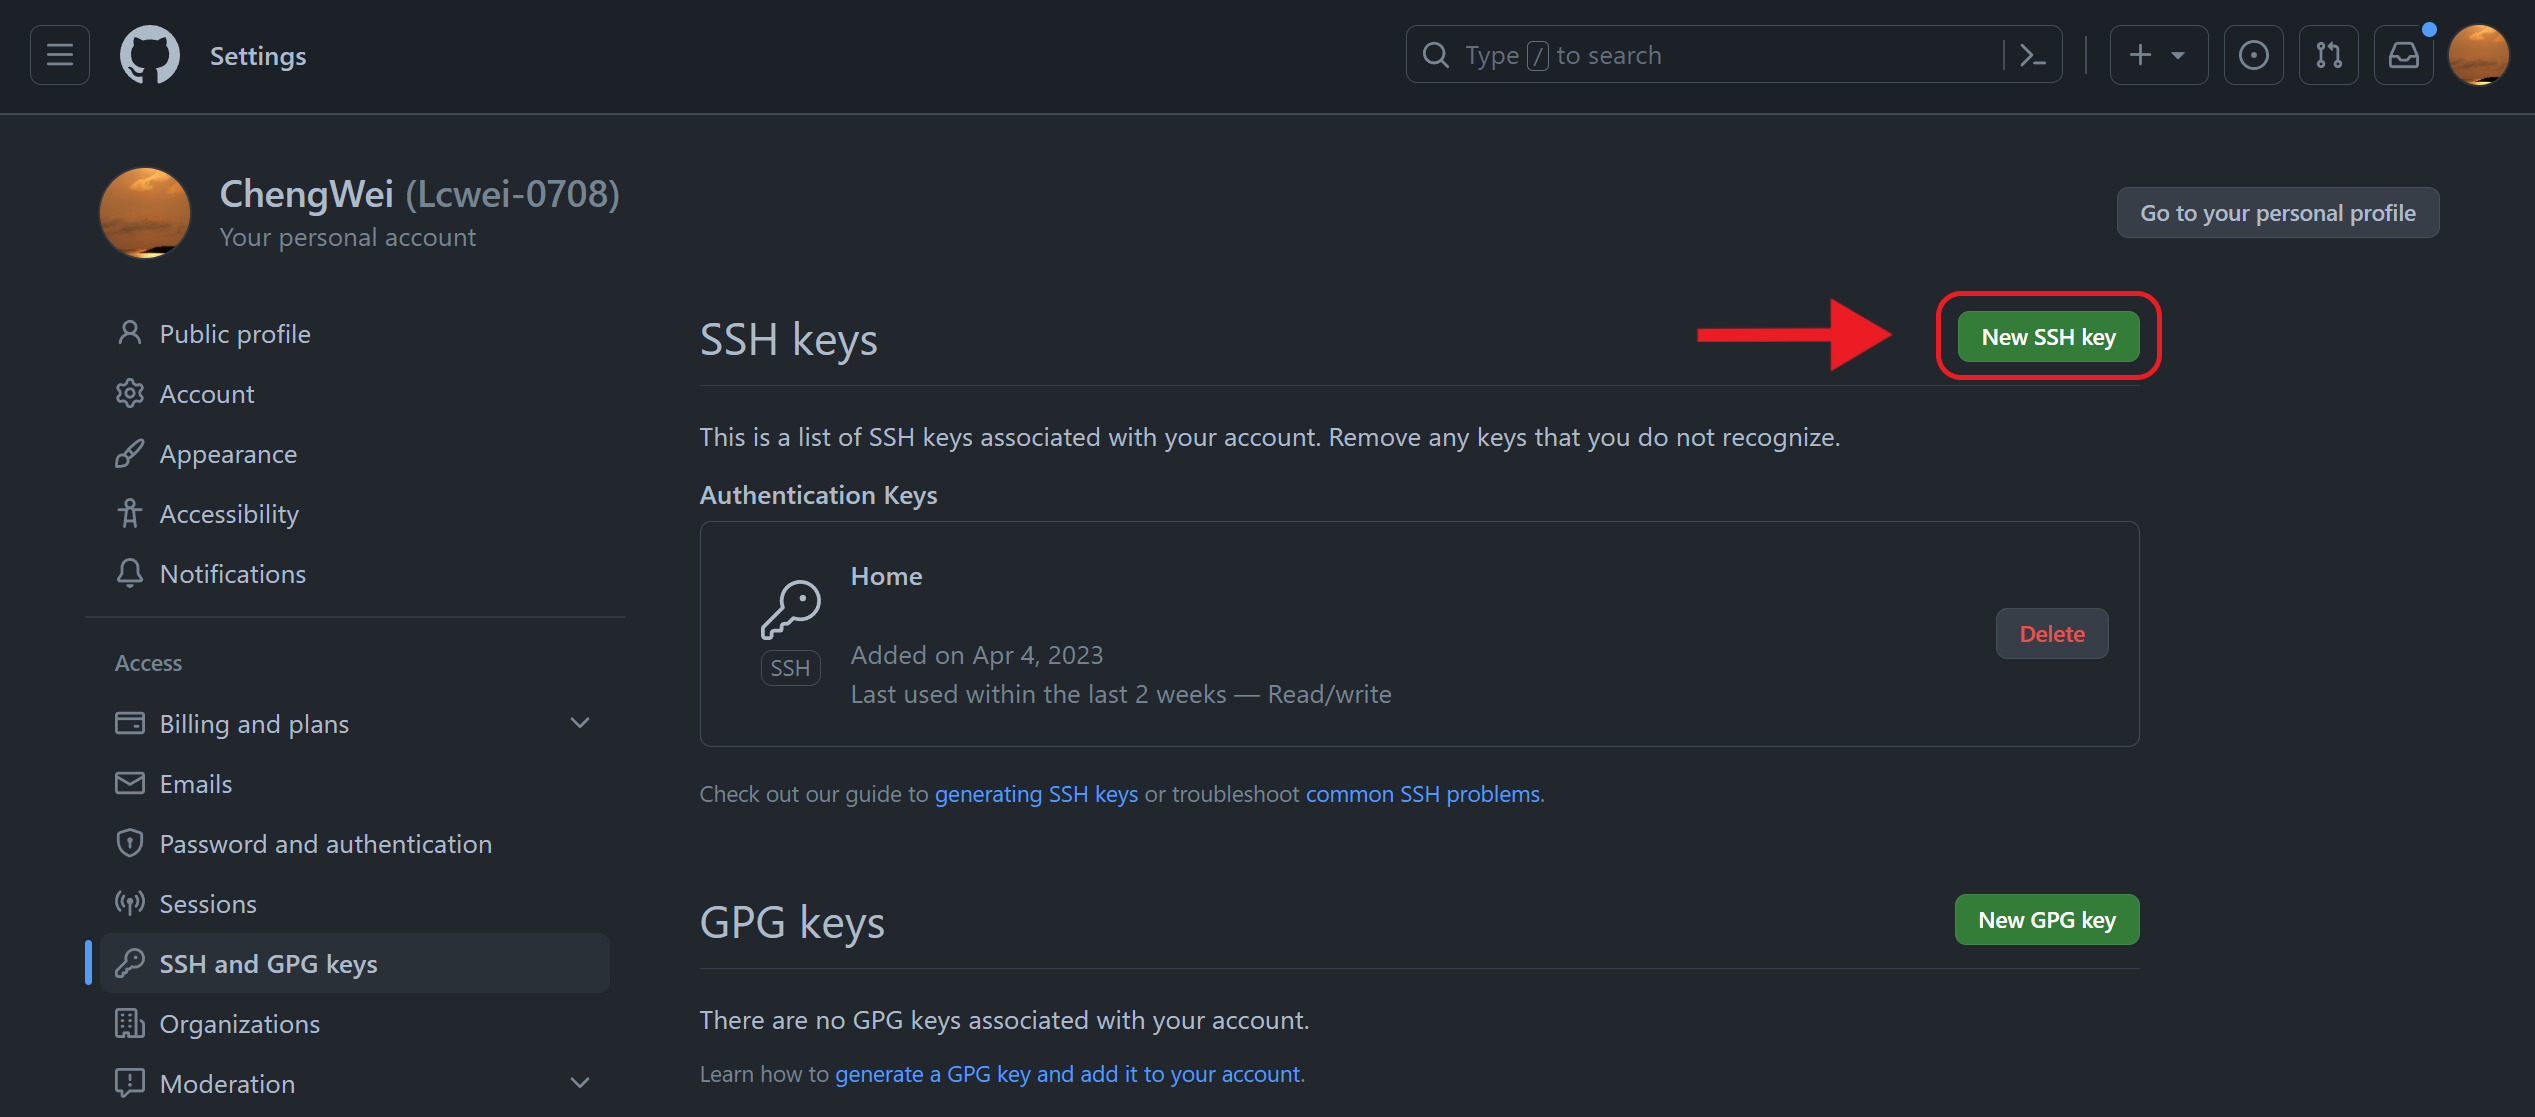 Settings
Type / to search
ChengWei (Lcwei-0708)
Your personal account
Go to your personal profile
Public profile
Account
Appearance
Accessibility
Notifications
Access
Billing and plans
Emails
Password and authentication
Sessions
SSH and GPG keys
Organizations
Moderation
SSH keys
New SSH key
This is a list of SSH keys associated with your account. Remove any keys that you do not recognize.
Authentication Keys
Home
SSH
Added on Apr 4, 2023
Last used within the last 2 weeks — Read/write
Delete
Check out our guide to generating SSH keys or troubleshoot common SSH problems.
GPG keys
New GPG key
There are no GPG keys associated with your account.
Learn how to generate a GPG key and add it to your account.